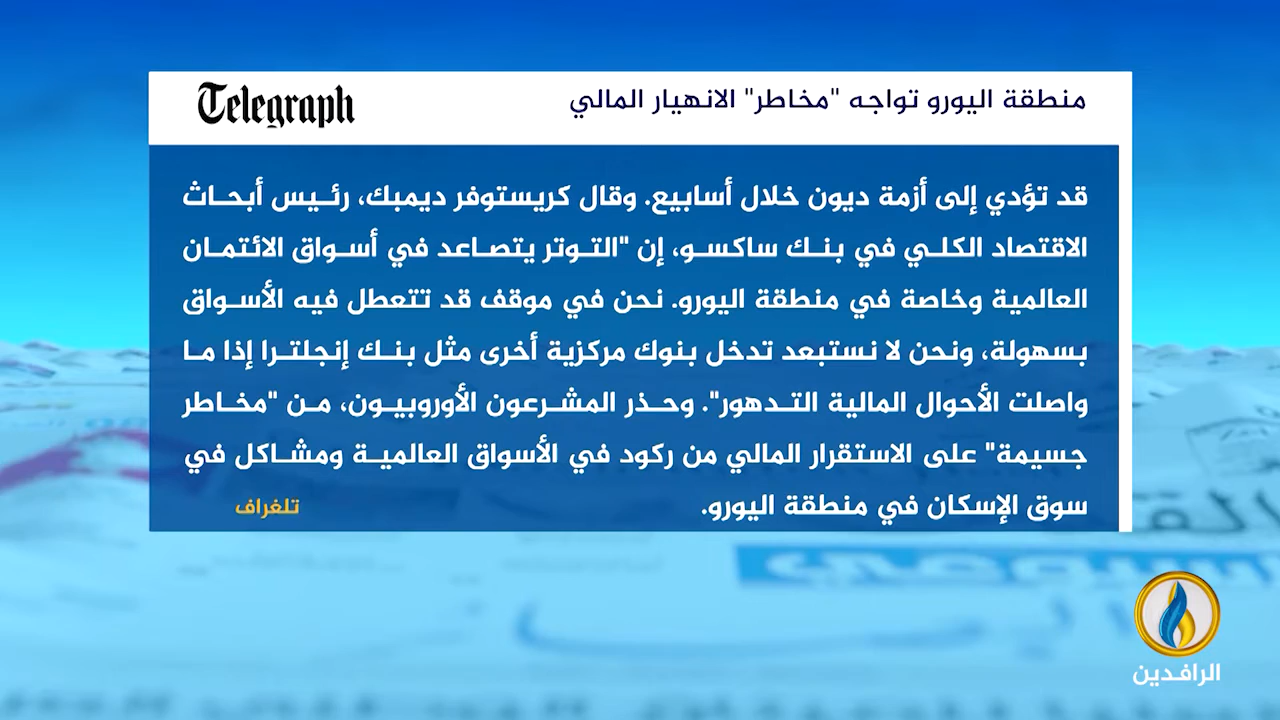 منطقة اليورو تواجه "مخاطر" الانهيار المالي
Telegraph
قد تؤدي إلى أزمة ديون خلال أسابيع. وقال كريستوفر ديمبك، رئيس أبحاث
الاقتصاد الكلي في بنك ساكسو، إن "التوتر يتصاعد في أسواق الائتمان
العالمية وخاصة في منطقة اليورو. نحن في موقف قد تتعطل فيه الأسواق
بسهولة، ونحن لا نستبعد تدخل بنوك مركزية أخرى مثل بنك إنجلترا إذا ما
واصلت الأحوال المالية التدهور". وحذر المشرعون الأوروبيون، من "مخاطر
جسيمة" على الاستقرار المالي من ركود في الأسواق العالمية ومشاكل في
سوق الإسكان في منطقة اليورو.
تلغراف
الرافدين